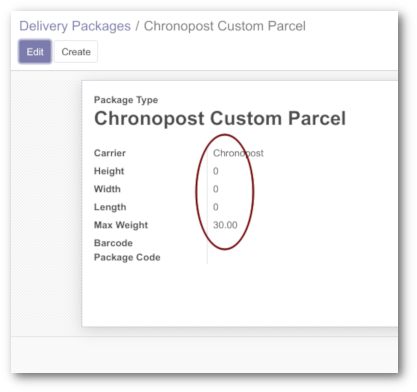 Delivery Packages / Chronopost Custom Parcel
Edit Create
Package Type
Chronopost Custom Parcel
Carrier Chronopost
Height 0
Width 0
Length 0
Max Weight 30.00
Barcode
Package Code